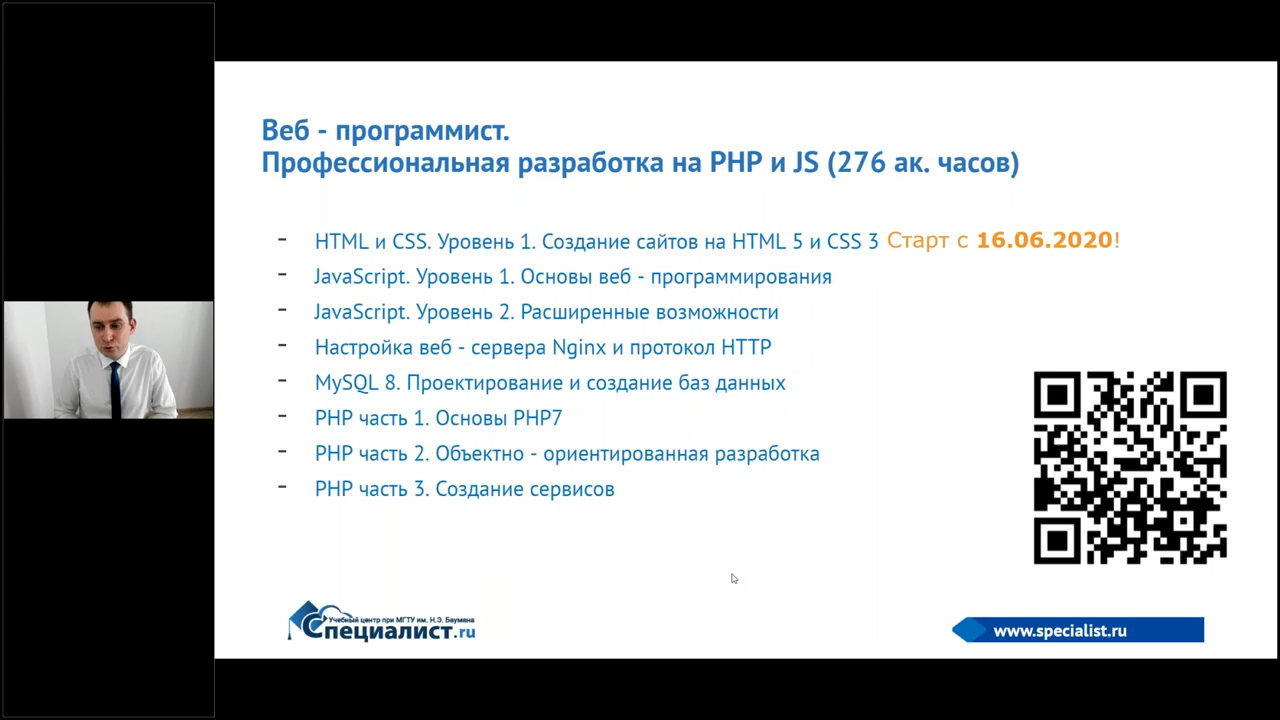 Веб - программист.
Профессиональная разработка на PHP и JS (276 ак. часов)
- HTML и CSS. Уровень 1. Создание сайтов на HTML 5 и CSS 3 Старт с 16.06.2020!
- JavaScript. Уровень 1. Основы веб - программирования
- JavaScript. Уровень 2. Расширенные возможности
- Настройка веб - сервера Nginx и протокол HTTP
- MySQL 8. Проектирование и создание баз данных
- PHP часть 1. Основы PHP7
- PHP часть 2. Объектно - ориентированная разработка
- PHP часть 3. Создание сервисов
Учебный центр при МГТУ им. Н.Э. Баумана
Специалист.ru
www.specialist.ru